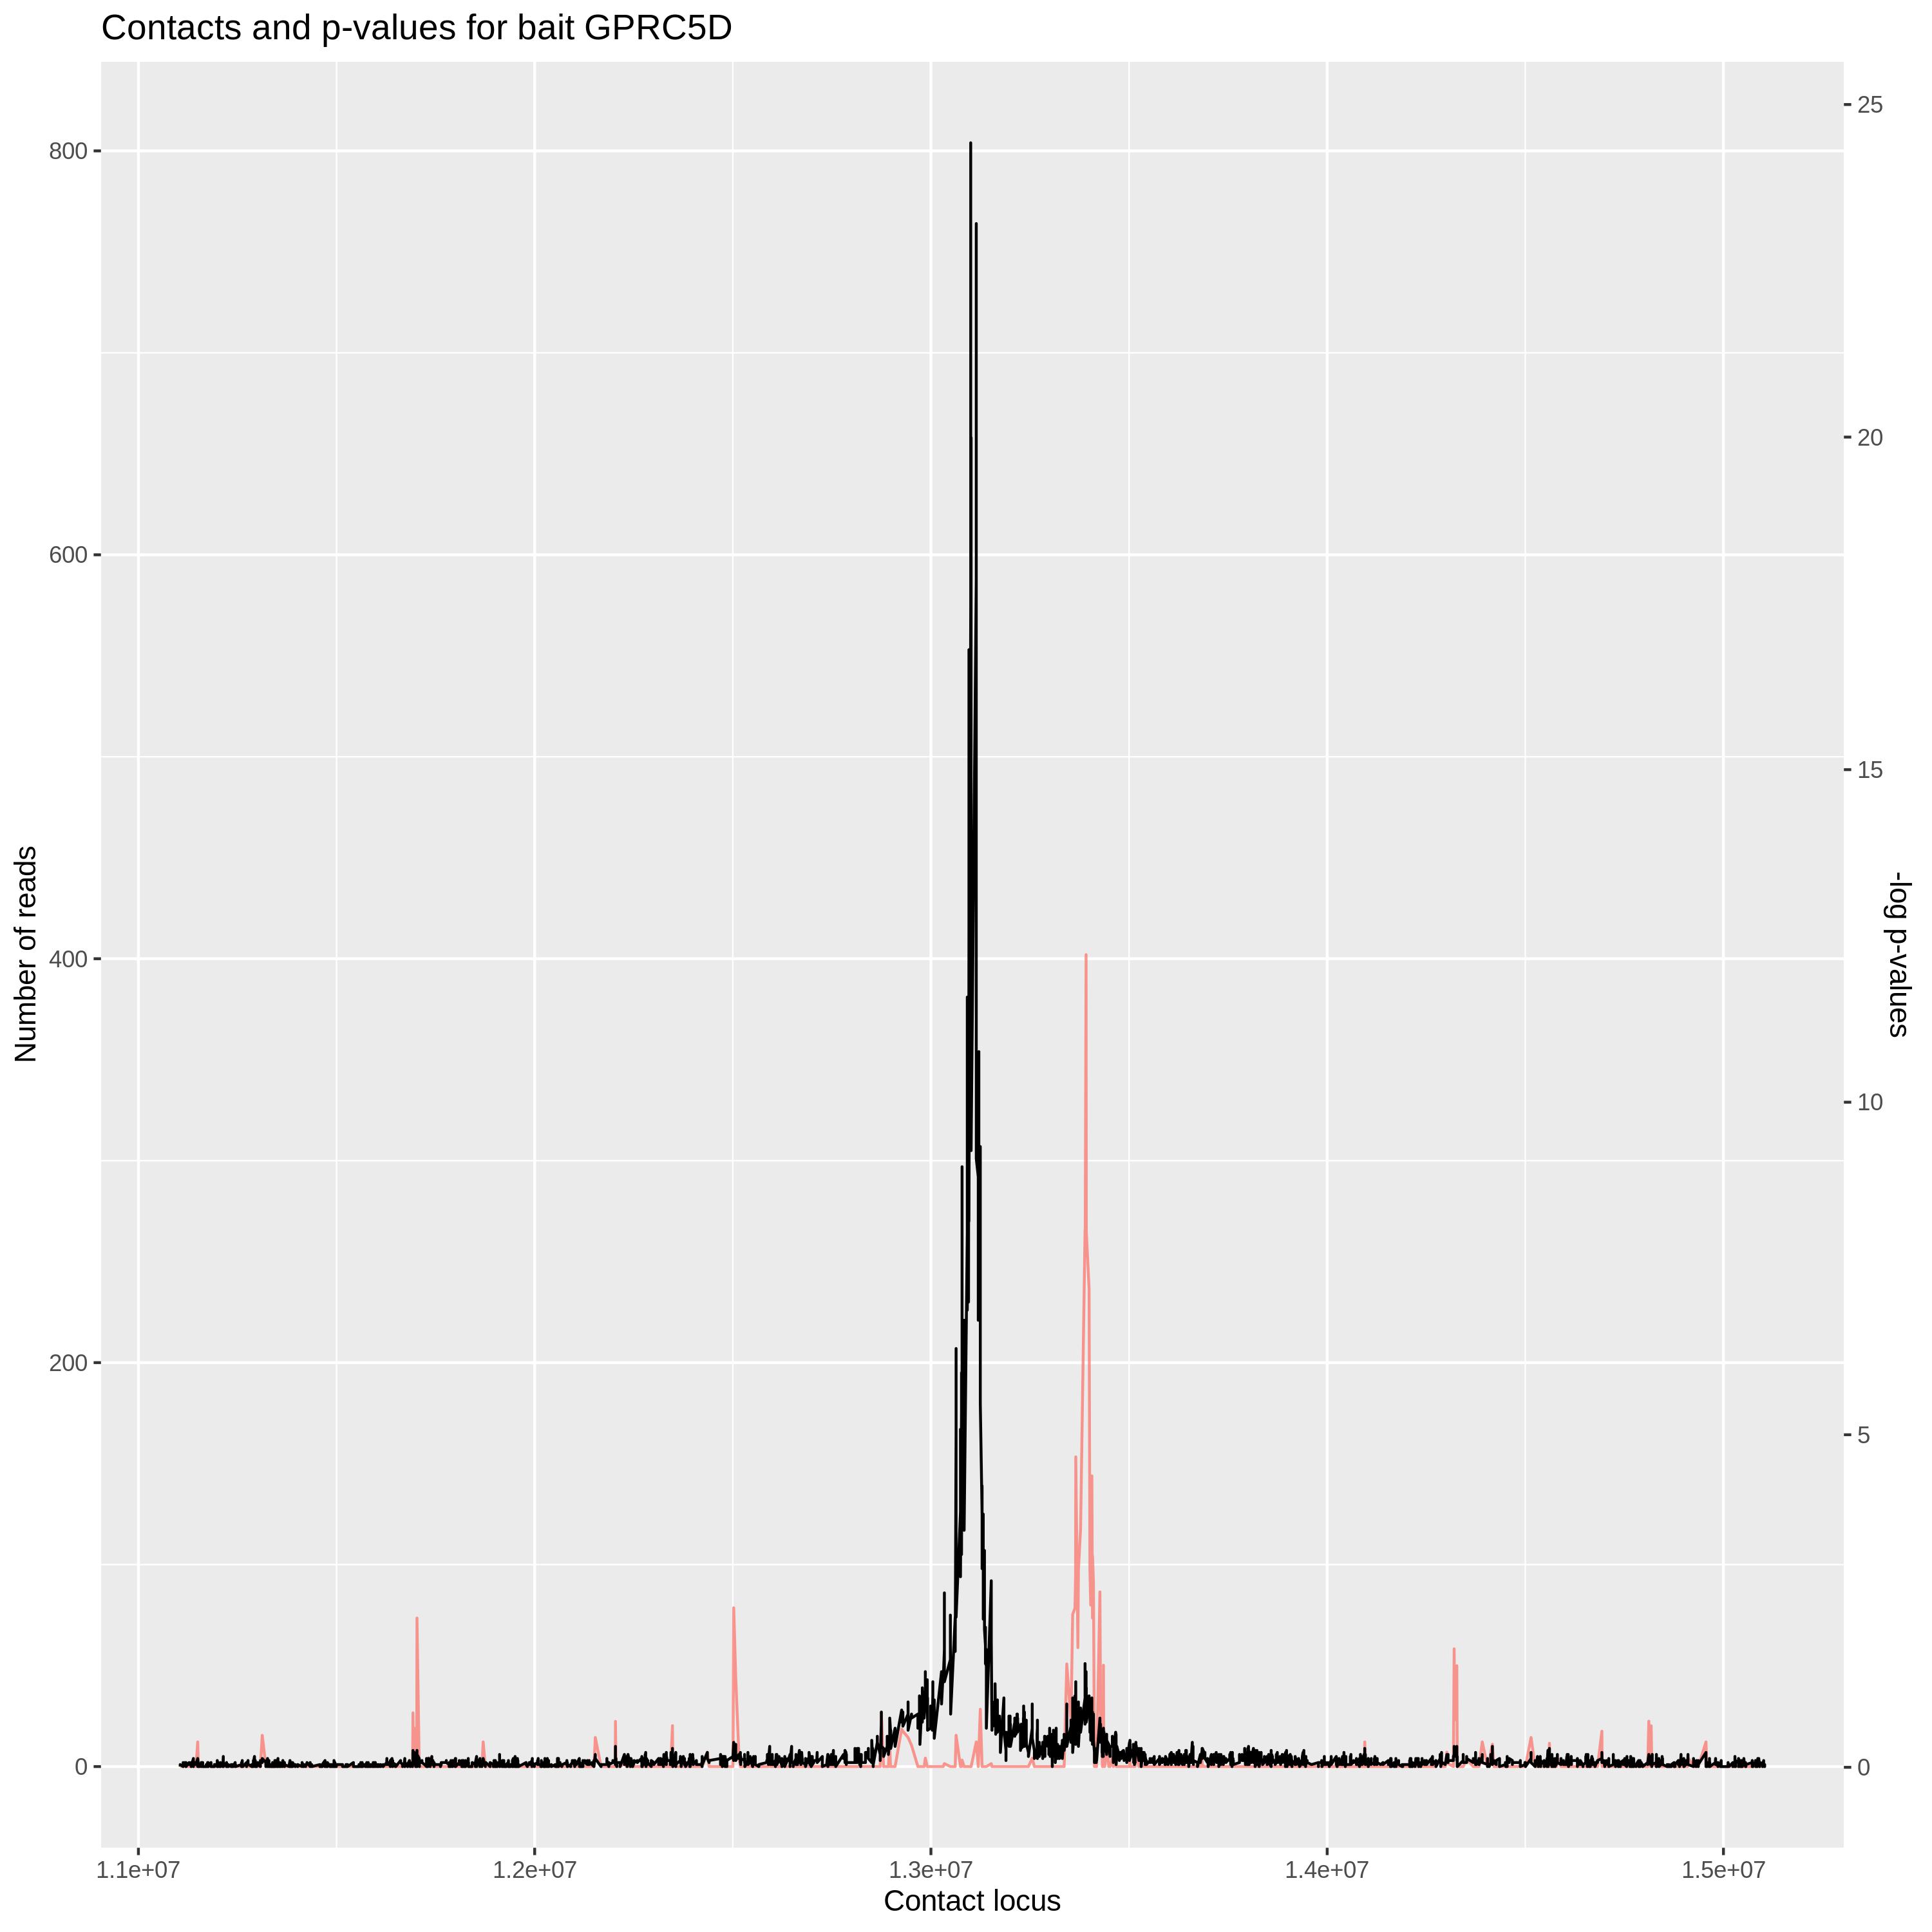 Contacts and p-values for bait GPRC5D
800
600
400
200
0
Number of reads
25
20
15
10
5
0
-log p-values
1.1e+07 1.2e+07 1.3e+07 1.4e+07 1.5e+07
Contact locus